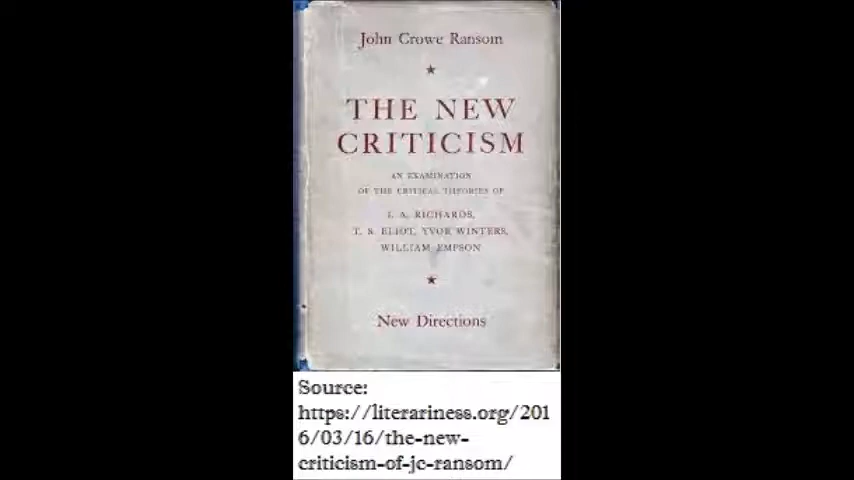 John Crowe Ransom
THE NEW
CRITICISM
AN EXAMINATION
OF THE CRITICAL THEORIES OF
I. A. RICHARDS,
T. S. ELIOT, YVOR WINTERS,
WILLIAM EMPSON
New Directions
Source:
https://literariness.org/201
6/03/16/the-new-
criticism-of-jc-ransom/